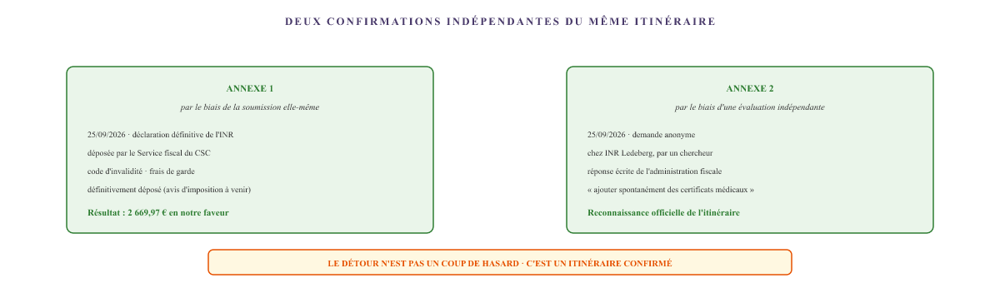 DEUX CONFIRMATIONS INDÉPENDANTES DU MÊME ITINÉRAIRE
ANNEXE 1
par le biais de la soumission elle-même
25/09/2026 · déclaration définitive de l'INR
déposée par le Service fiscal du CSC
code d'invalidité · frais de garde
définitivement déposé (avis d'imposition à venir)
Résultat : 2 669,97 € en notre faveur
ANNEXE 2
par le biais d'une évaluation indépendante
25/09/2026 · demande anonyme
chez INR Ledeberg, par un chercheur
réponse écrite de l'administration fiscale
« ajouter spontanément des certificats médicaux »
Reconnaissance officielle de l'itinéraire
LE DÉTOUR N'EST PAS UN COUP DE HASARD · C'EST UN ITINÉRAIRE CONFIRMÉ